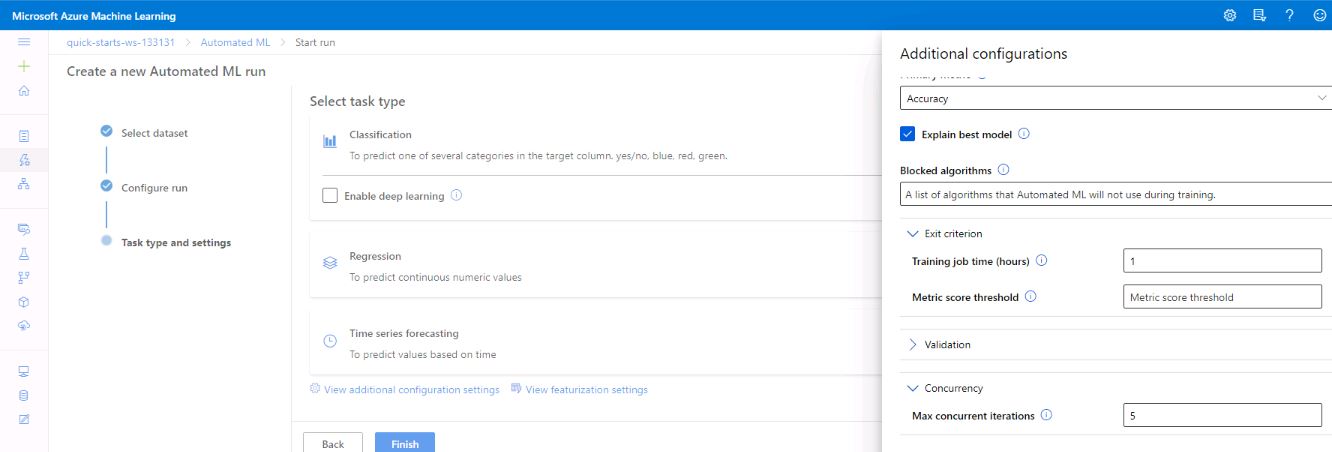 Microsoft Azure Machine Learning
quick-starts-ws-133131 > Automated ML > Start run
Create a new Automated ML run
Select dataset
Configure run
Task type and settings
Select task type
Classification
To predict one of several categories in the target column. yes/no, blue, red, green.
Enable deep learning
Regression
To predict continuous numeric values
Time series forecasting
To predict values based on time
View additional configuration settings
View featurization settings
Back
Finish
Additional configurations
Accuracy
Explain best model
Blocked algorithms
A list of algorithms that Automated ML will not use during training.
Exit criterion
Training job time (hours)
1
Metric score threshold
Metric score threshold
Validation
Concurrency
Max concurrent iterations
5